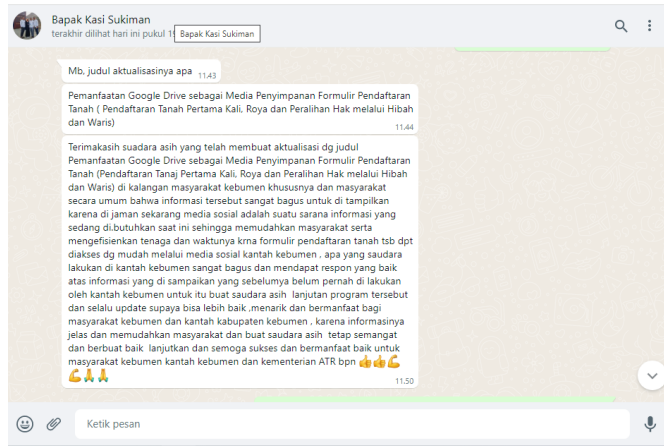 Bapak Kasi Sukiman
terakhir dilihat hari ini pukul 15
Bapak Kasi Sukiman
Mb, judul aktualisasinya apa 11.43
Pemanfaatan Google Drive sebagai Media Penyimpanan Formulir Pendaftaran
Tanah ( Pendaftaran Tanah Pertama Kali, Roya dan Peralihan Hak melalui Hibah
dan Waris)
11.44
Terimakasih suadara asih yang telah membuat aktualisasi dg judul
Pemanfaatan Google Drive sebagai Media Penyimpanan Formulir Pendaftaran
Tanah (Pendaftaran Tanaj Pertama Kali, Roya dan Peralihan Hak melalui Hibah
dan Waris) di kalangan masyarakat kebumen khususnya dan masyarakat
secara umum bahwa informasi tersebut sangat bagus untuk di tampilkan
karena di jaman sekarang media sosial adalah suatu sarana informasi yang
sedang di.butuhkan saat ini sehingga memudahkan masyarakat serta
mengefisienkan tenaga dan waktunya krna formulir pendaftaran tanah tsb dpt
diakses dg mudah melalui media sosial kantah kebumen , apa yang saudara
lakukan di kantah kebumen sangat bagus dan mendapat respon yang baik
atas informasi yang di sampaikan yang sebelumya belum pernah di lakukan
oleh kantah kebumen untuk itu buat saudara asih lanjutan program tersebut
dan selalu update supaya bisa lebih baik ,menarik dan bermanfaat bagi
masyarakat kebumen dan kantah kabupaten kebumen , karena informasinya
jelas dan memudahkan masyarakat dan buat saudara asih tetap semangat
dan berbuat baik lanjutkan dan semoga sukses dan bermanfaat baik untuk
masyarakat kebumen kantah kebumen dan kementerian ATR bpn 👍👍💪
💪🙏🙏
11.50
Ketik pesan